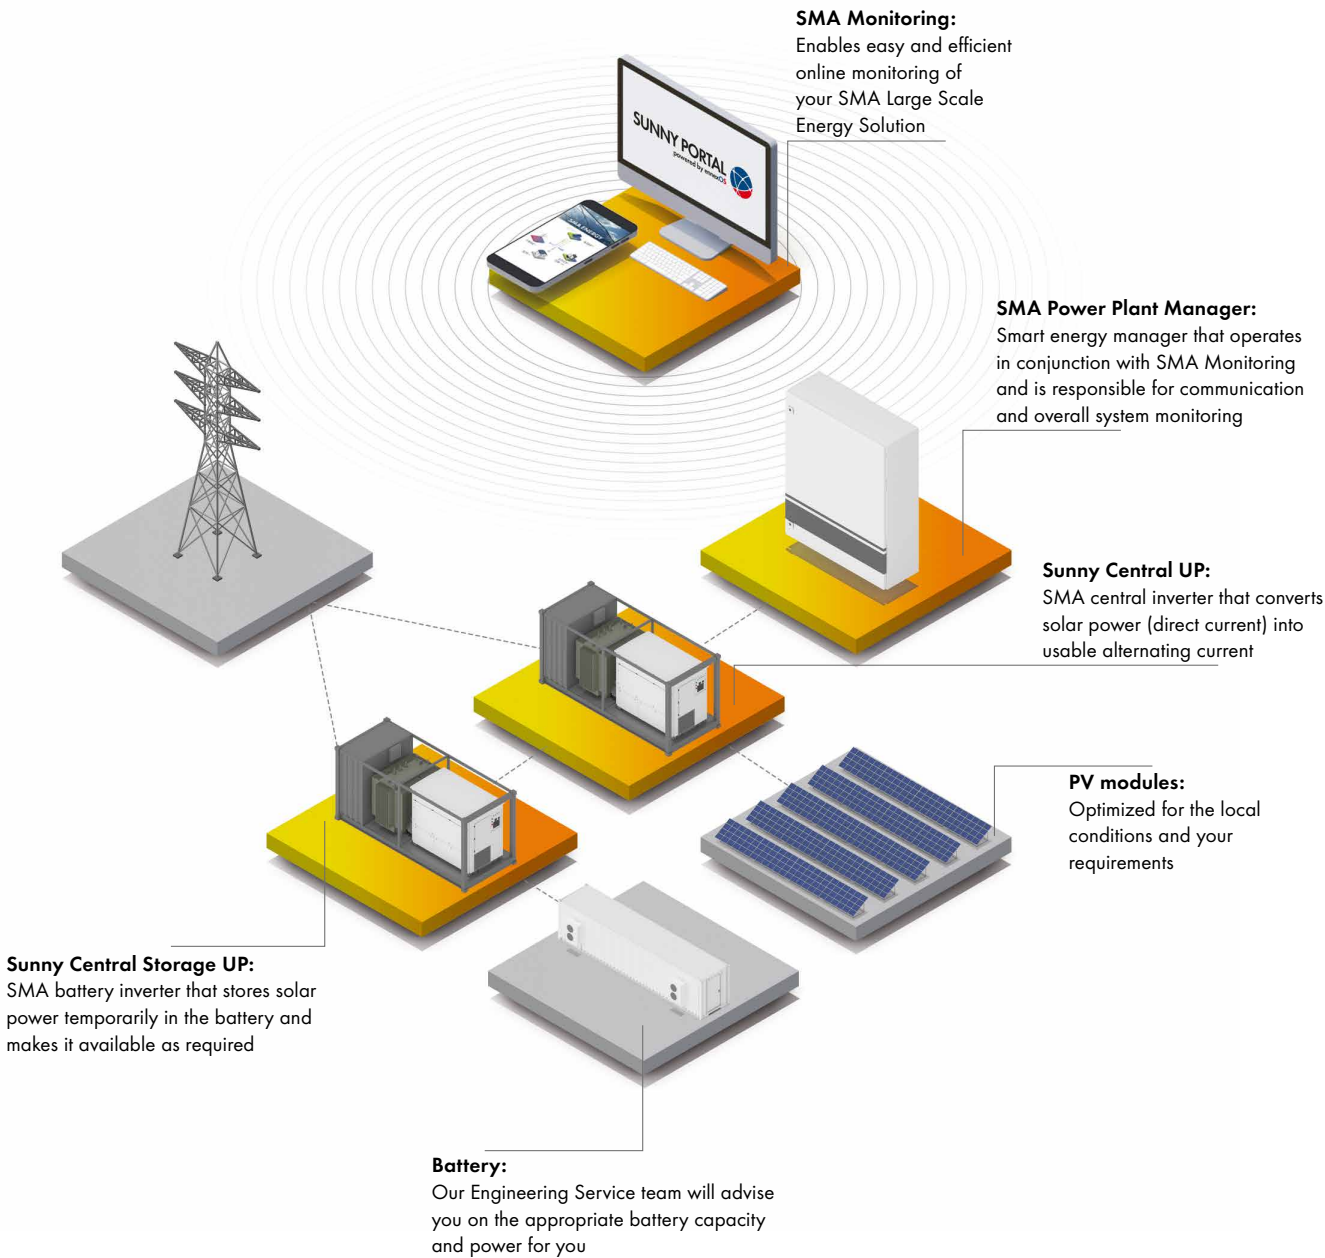 SMA Monitoring:
Enables easy and efficient
online monitoring of
your SMA Large Scale
Energy Solution
SUNNY PORTAL
powered by ennexOS
SMA ENERGY
SMA Power Plant Manager:
Smart energy manager that operates
in conjunction with SMA Monitoring
and is responsible for communication
and overall system monitoring
Sunny Central UP:
SMA central inverter that converts
solar power (direct current) into
usable alternating current
PV modules:
Optimized for the local
conditions and your
requirements
Sunny Central Storage UP:
SMA battery inverter that stores solar
power temporarily in the battery and
makes it available as required
Battery:
Our Engineering Service team will advise
you on the appropriate battery capacity
and power for you